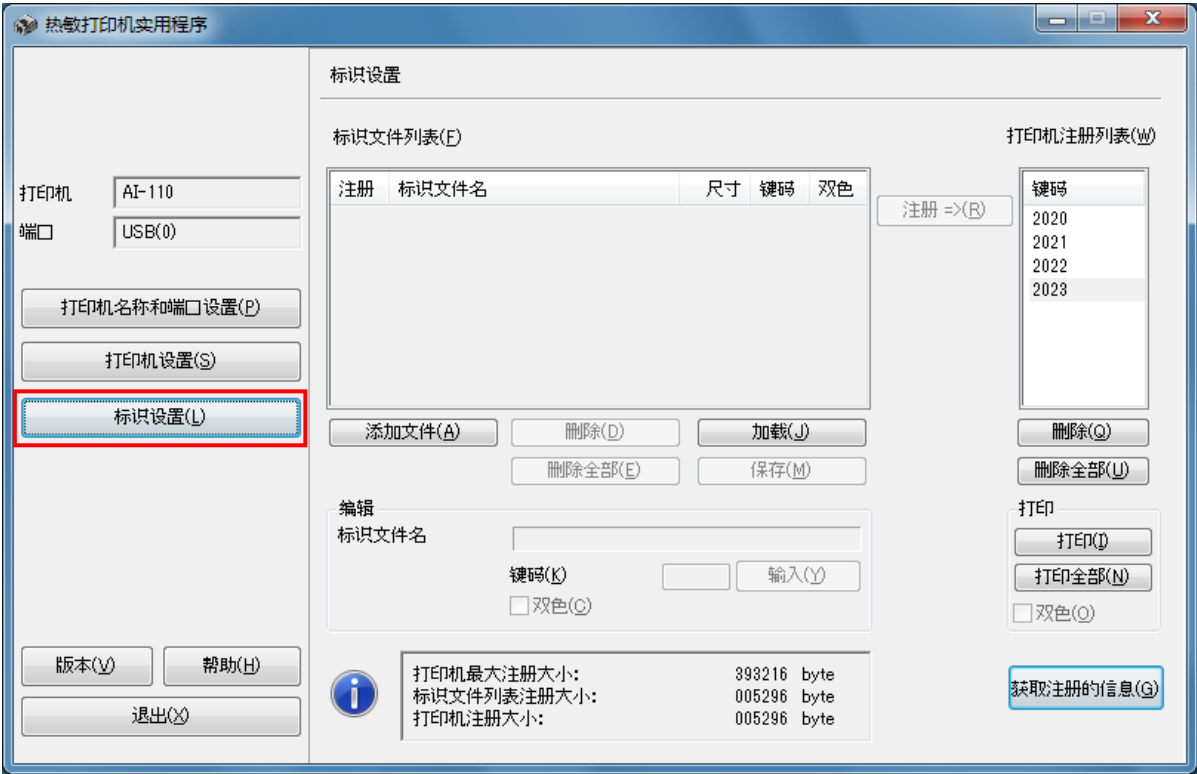 热敏打印机实用程序
打印机 AI-110
端口 USB(0)
打印机名称和端口设置(P)
打印机设置(S)
标识设置(L)
版本(V) 帮助(H)
退出(X)
标识设置
标识文件列表(F)
注册 标识文件名 尺寸 键码 双色
添加文件(A) 删除(D) 加载(J)
删除全部(E) 保存(M)
注册 =>(R)
打印机注册列表(W)
键码
2020
2021
2022
2023
删除(Q)
删除全部(U)
编辑
标识文件名
键码(K) 输入(Y)
双色(C)
打印
打印(I)
打印全部(N)
双色(O)
i
打印机最大注册大小: 393216 byte
标识文件列表注册大小: 005296 byte
打印机注册大小: 005296 byte
获取注册的信息(G)